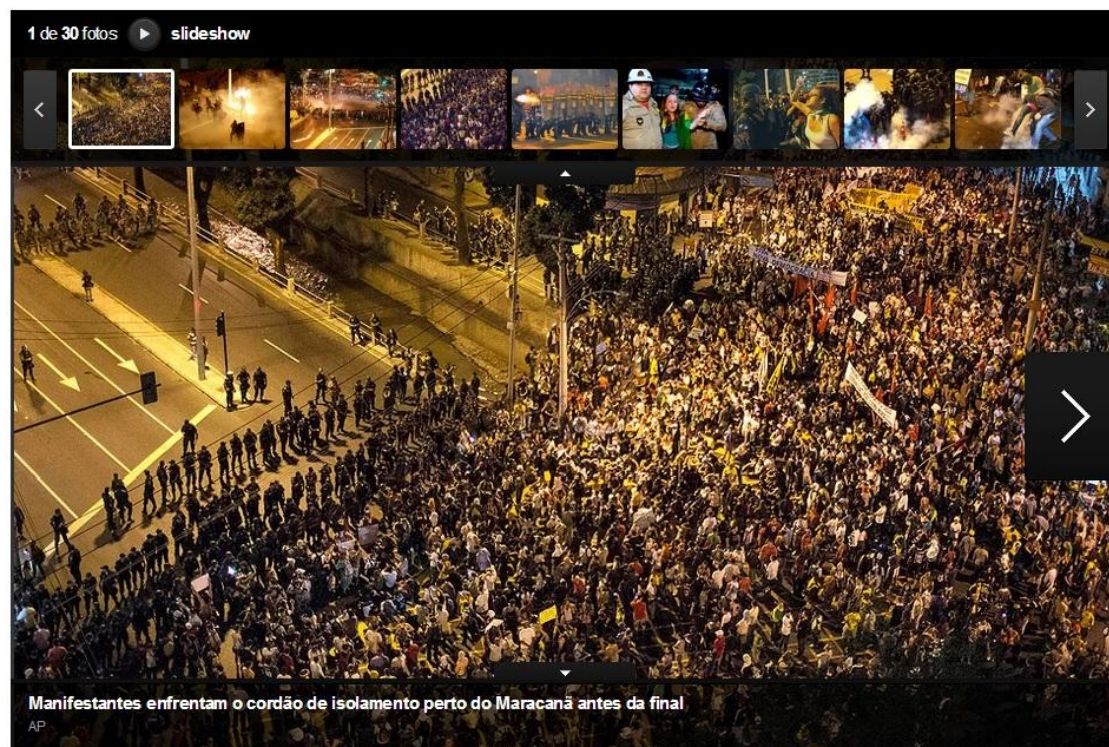 1 de 30 fotos slideshow
Manifestantes enfrentam o cordão de isolamento perto do Maracanã antes da final
AP